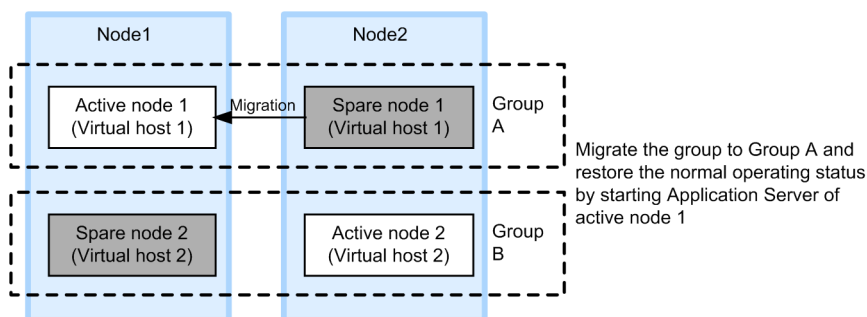 Node1
Node2
Active node 1
(Virtual host 1)
Migration
Spare node 1
(Virtual host 1)
Group
A
Migrate the group to Group A and
restore the normal operating status
by starting Application Server of
active node 1
Spare node 2
(Virtual host 2)
Active node 2
(Virtual host 2)
Group
B